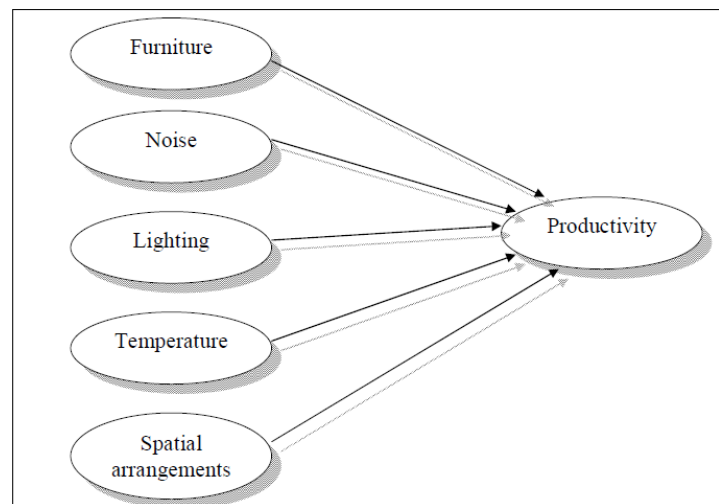 Furniture
Noise
Lighting
Productivity
Temperature
Spatial
arrangements